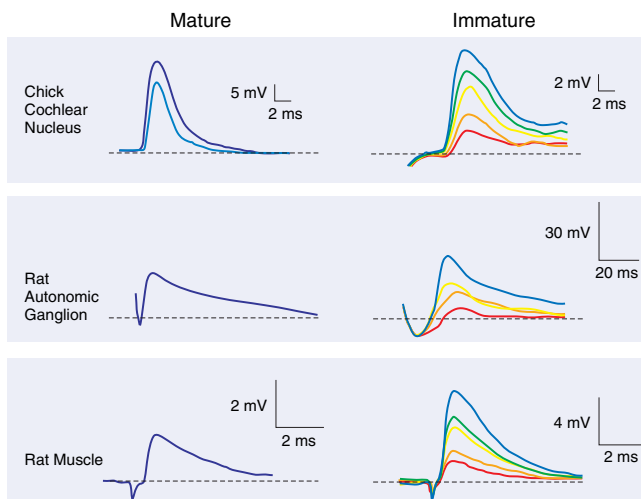 Mature
Immature
Chick
Cochlear
Nucleus
5 mV
2 ms
2 mV
2 ms
Rat
Autonomic
Ganglion
30 mV
20 ms
Rat Muscle
2 mV
2 ms
4 mV
2 ms